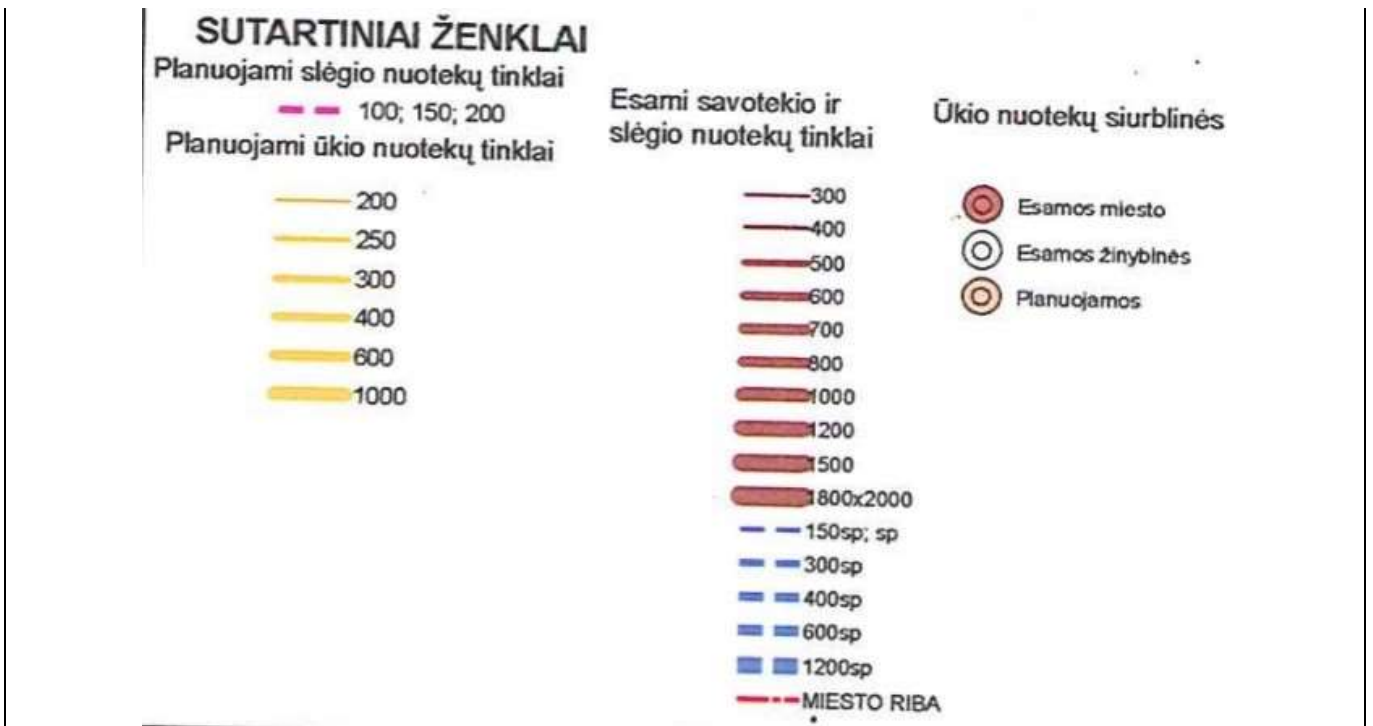 SUTARTINIAI ŽENKLAI
Planuojami slėgio nuotekų tinklai
100; 150; 200
Planuojami ūkio nuotekų tinklai
200
250
300
400
600
1000
Esami savotekio ir
slėgio nuotekų tinklai
300
400
500
600
700
800
1000
1200
1500
1800x2000
150sp; sp
300sp
400sp
600sp
1200sp
MIESTO RIBA
Ūkio nuotekų siurblinės
Esamos miesto
Esamos žinybinės
Planuojamos